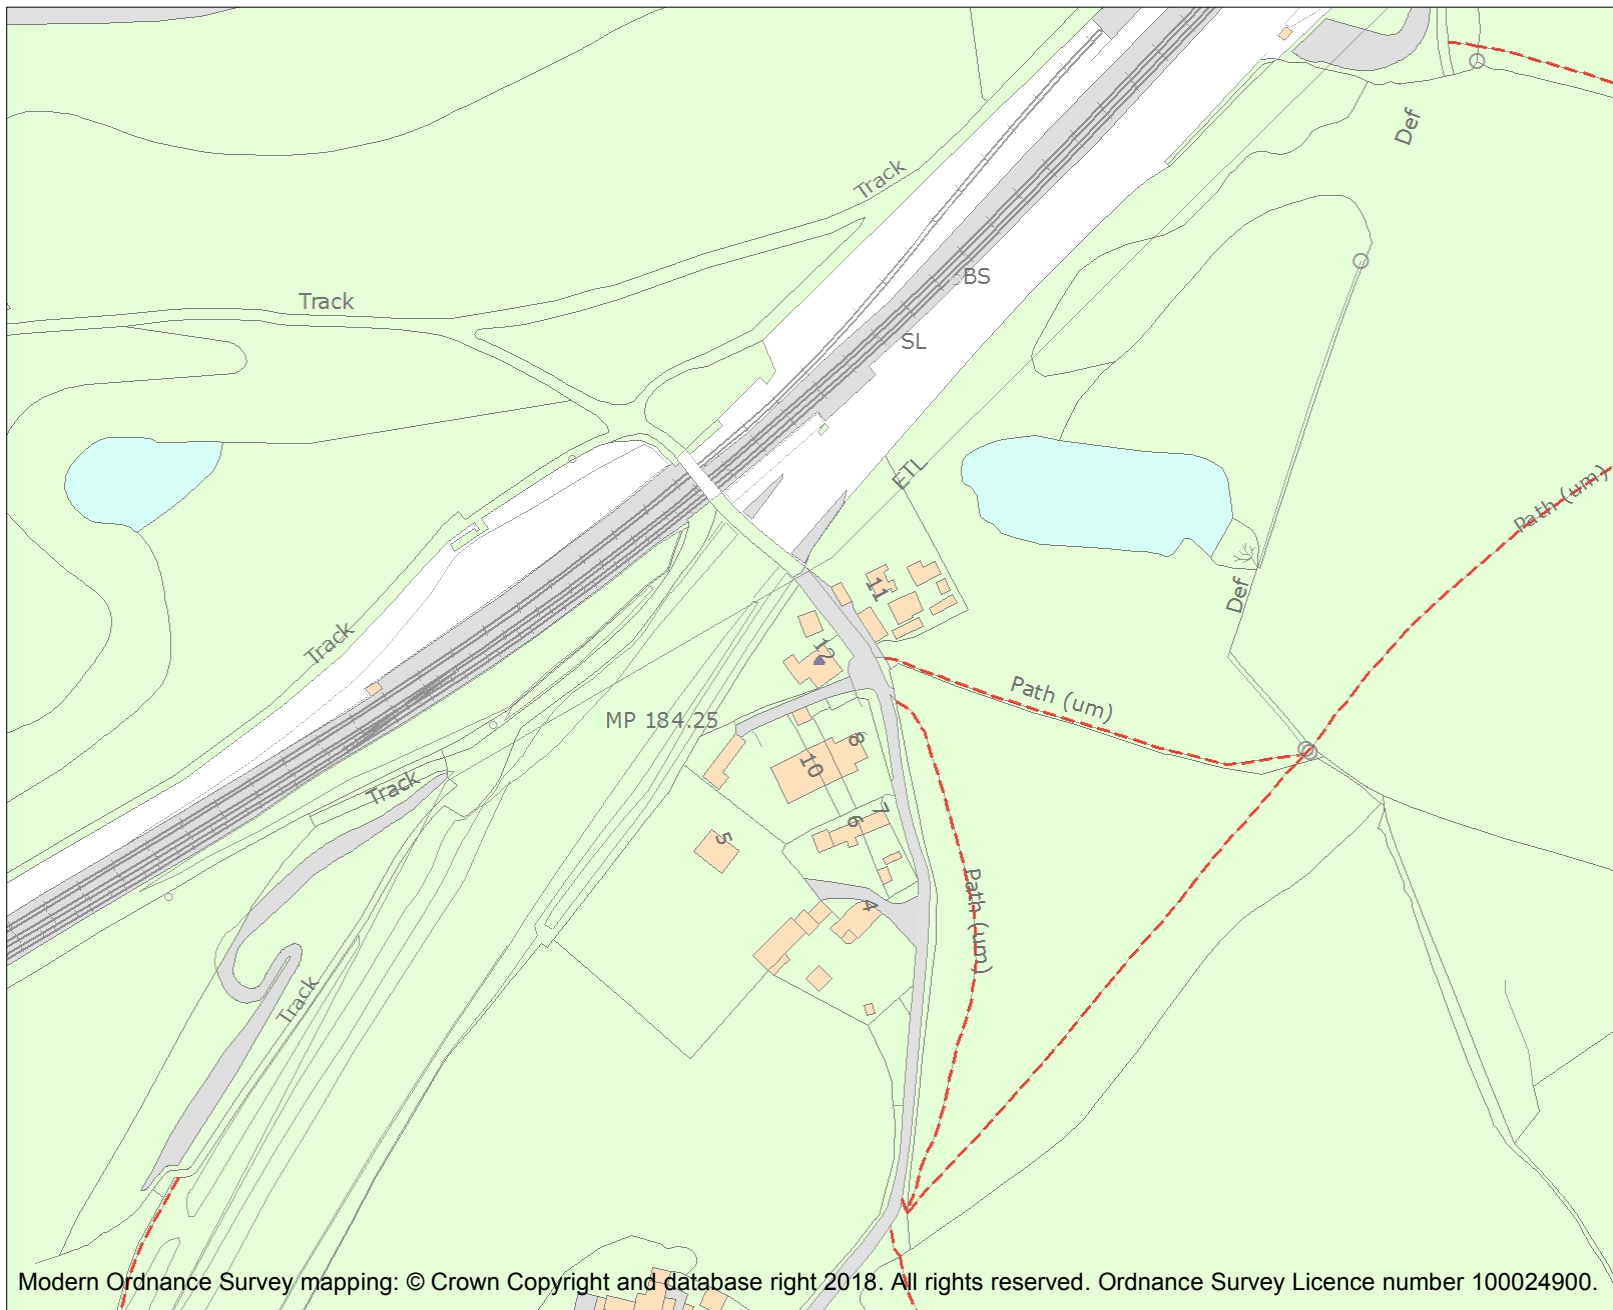 Def
Track
BS
Track
SL
ETL
Path (um)
11
Def
Track
12
Path (um)
MP 184.25
8
10
Track
7
6
5
Path (um)
4
Track
Modern Ordnance Survey mapping: © Crown Copyright and database right 2018. All rights reserved. Ordnance Survey Licence number 100024900.